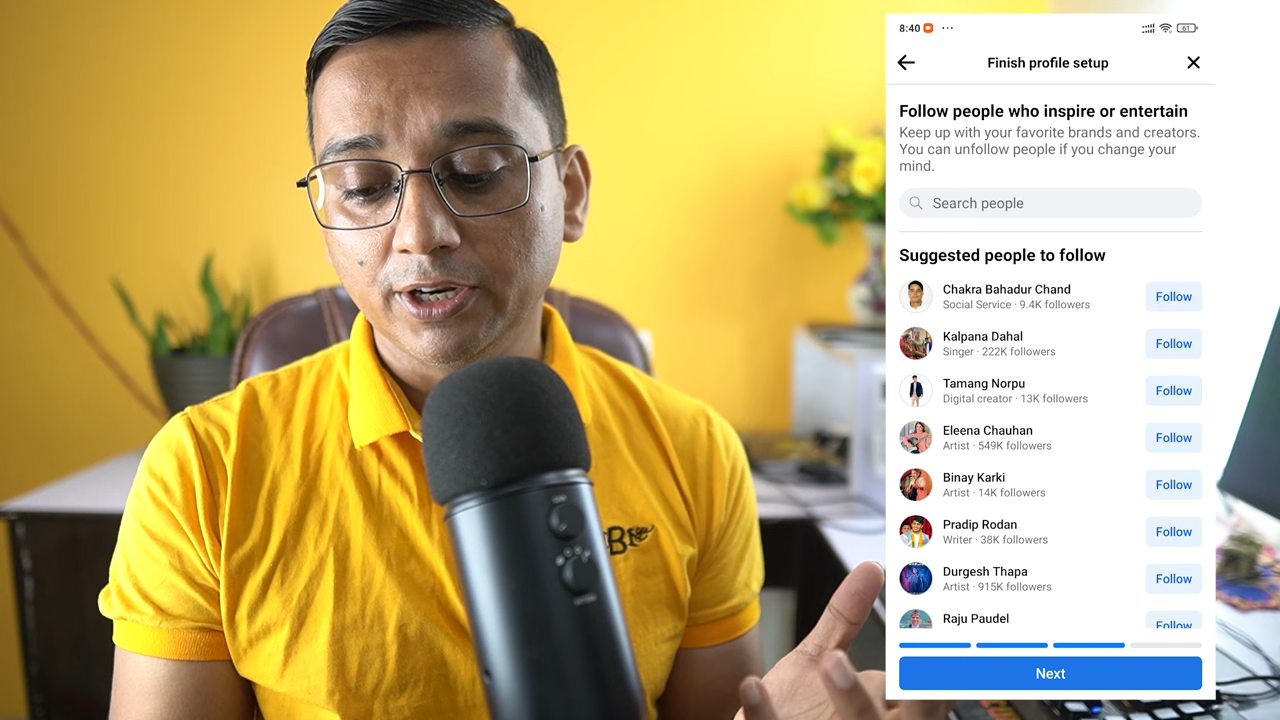 8:40
61
Finish profile setup
Follow people who inspire or entertain
Keep up with your favorite brands and creators.
You can unfollow people if you change your
mind.
Search people
Suggested people to follow
Chakra Bahadur Chand
Social Service · 9.4K followers
Follow
Kalpana Dahal
Singer · 222K followers
Follow
Tamang Norpu
Digital creator · 13K followers
Follow
Eleena Chauhan
Artist · 549K followers
Follow
Binay Karki
Artist · 14K followers
Follow
Pradip Rodan
Writer · 38K followers
Follow
Durgesh Thapa
Artist · 915K followers
Follow
Raju Paudel
Follow
Next